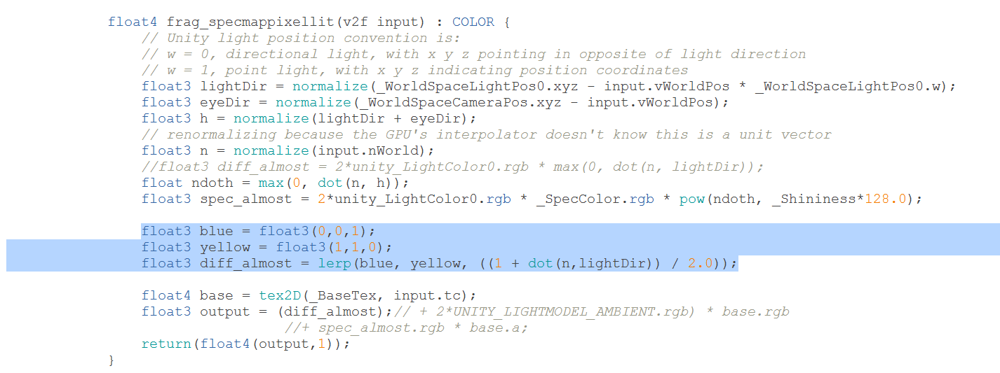 float4 frag_specmappixellit(v2f input) : COLOR {
// Unity light position convention is:
// w = 0, directional light, with x y z pointing in opposite of light direction
// w = 1, point light, with x y z indicating position coordinates
float3 lightDir = normalize(_WorldSpaceLightPos0.xyz - input.vWorldPos * _WorldSpaceLightPos0.w);
float3 eyeDir = normalize(_WorldSpaceCameraPos.xyz - input.vWorldPos);
float3 h = normalize(lightDir + eyeDir);
// renormalizing because the GPU's interpolator doesn't know this is a unit vector
float3 n = normalize(input.nWorld);
//float3 diff_almost = 2*unity_LightColor0.rgb * max(0, dot(n, lightDir));
float ndoth = max(0, dot(n, h));
float3 spec_almost = 2*unity_LightColor0.rgb * _SpecColor.rgb * pow(ndoth, _Shininess*128.0);
float3 blue = float3(0,0,1);
float3 yellow = float3(1,1,0);
float3 diff_almost = lerp(blue, yellow, ((1 + dot(n,lightDir)) / 2.0));
float4 base = tex2D(_BaseTex, input.tc);
float3 output = (diff_almost);// + 2*UNITY_LIGHTMODEL_AMBIENT.rgb) * base.rgb
//+ spec_almost.rgb * base.a;
return(float4(output,1));
}